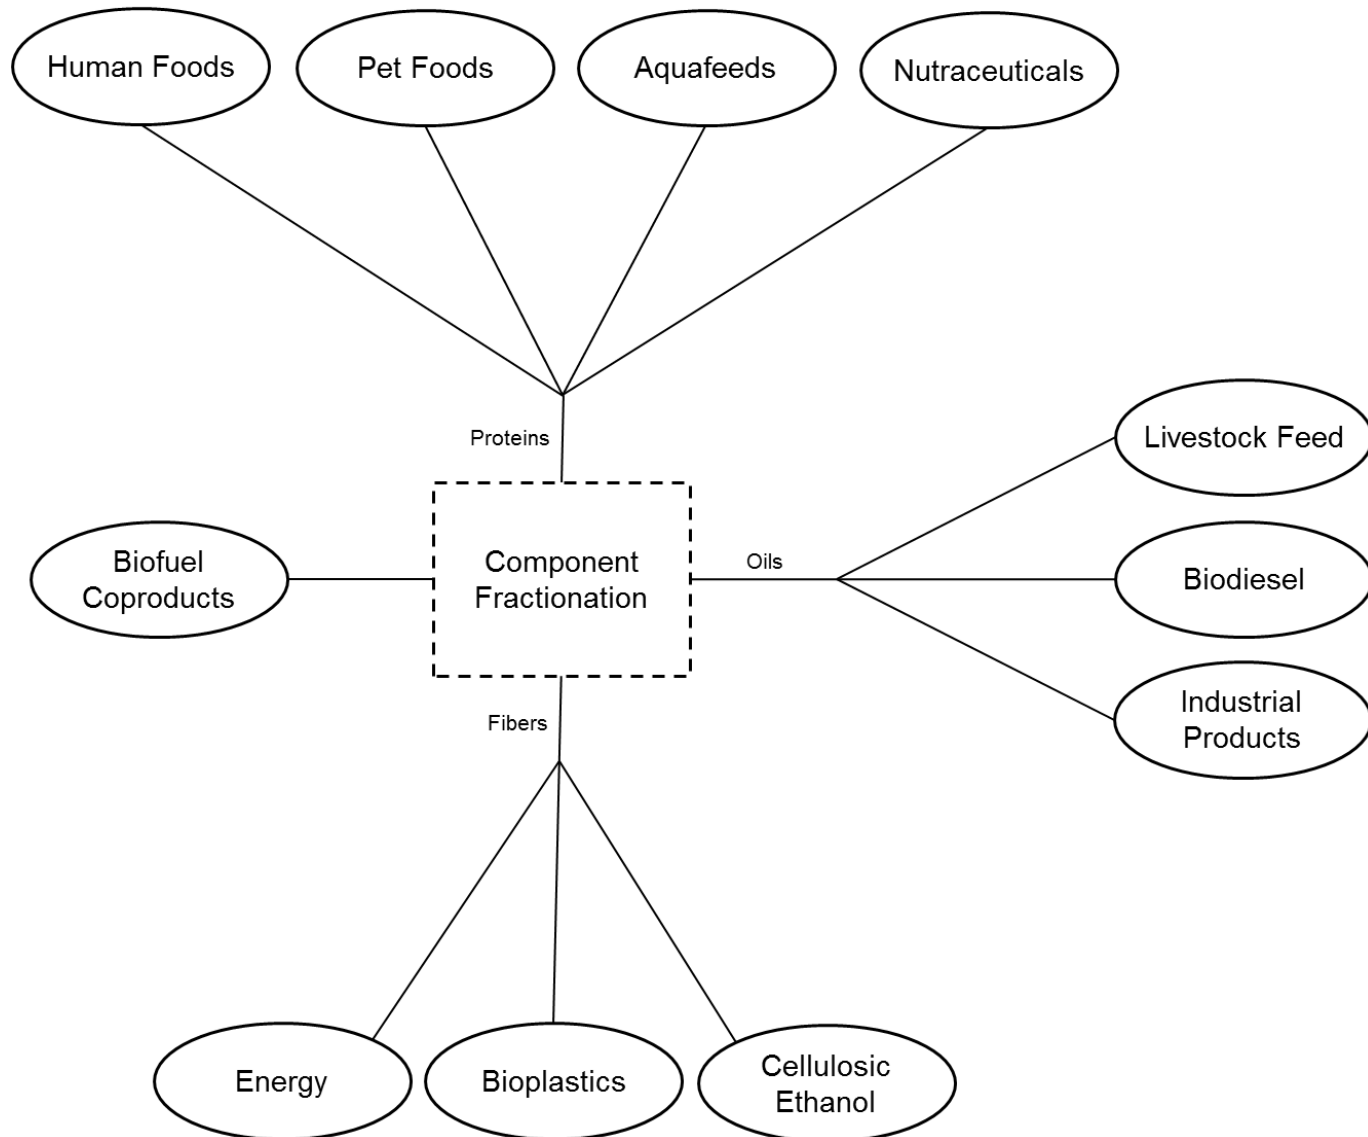 Human Foods
Pet Foods
Aquafeeds
Nutraceuticals
Proteins
Livestock Feed
Biofuel
Coproducts
Component
Fractionation
Oils
Biodiesel
Fibers
Industrial
Products
Energy
Bioplastics
Cellulosic
Ethanol